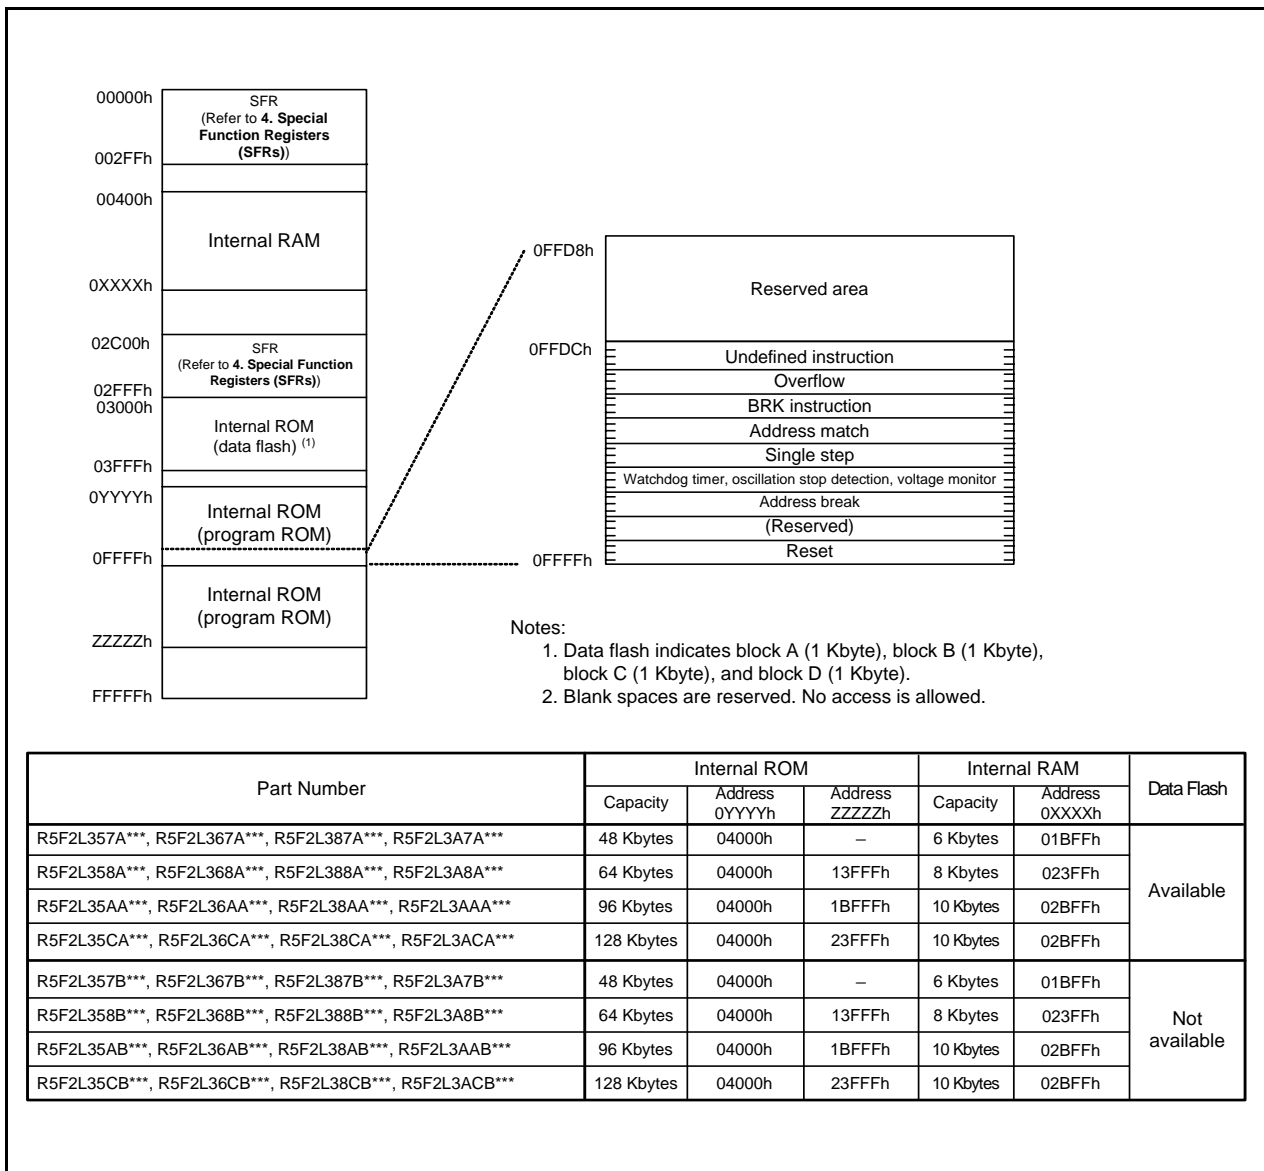 00000h
SFR
(Refer to 4. Special
Function Registers
(SFRs))
002FFh
00400h
Internal RAM
0XXXXh
02C00h
SFR
(Refer to 4. Special Function
Registers (SFRs))
02FFFh
03000h
Internal ROM
(data flash) (1)
03FFFh
0YYYYh
Internal ROM
(program ROM)
0FFFFh
Internal ROM
(program ROM)
ZZZZZh
FFFFFh
0FFD8h
Reserved area
0FFDCh
Undefined instruction
Overflow
BRK instruction
Address match
Single step
Watchdog timer, oscillation stop detection, voltage monitor
Address break
(Reserved)
Reset
0FFFFh
Notes:
1. Data flash indicates block A (1 Kbyte), block B (1 Kbyte),
block C (1 Kbyte), and block D (1 Kbyte).
2. Blank spaces are reserved. No access is allowed.
Part Number
Internal ROM
Internal RAM
Data Flash
Capacity
Address
0YYYYh
Address
ZZZZZh
Capacity
Address
0XXXXh
R5F2L357A***, R5F2L367A***, R5F2L387A***, R5F2L3A7A*** 48 Kbytes 04000h – 6 Kbytes 01BFFh
R5F2L358A***, R5F2L368A***, R5F2L388A***, R5F2L3A8A*** 64 Kbytes 04000h 13FFFh 8 Kbytes 023FFh
Available
R5F2L35AA***, R5F2L36AA***, R5F2L38AA***, R5F2L3AAA*** 96 Kbytes 04000h 1BFFFh 10 Kbytes 02BFFh
R5F2L35CA***, R5F2L36CA***, R5F2L38CA***, R5F2L3ACA*** 128 Kbytes 04000h 23FFFh 10 Kbytes 02BFFh
R5F2L357B***, R5F2L367B***, R5F2L387B***, R5F2L3A7B*** 48 Kbytes 04000h – 6 Kbytes 01BFFh
R5F2L358B***, R5F2L368B***, R5F2L388B***, R5F2L3A8B*** 64 Kbytes 04000h 13FFFh 8 Kbytes 023FFh
Not
available
R5F2L35AB***, R5F2L36AB***, R5F2L38AB***, R5F2L3AAB*** 96 Kbytes 04000h 1BFFFh 10 Kbytes 02BFFh
R5F2L35CB***, R5F2L36CB***, R5F2L38CB***, R5F2L3ACB*** 128 Kbytes 04000h 23FFFh 10 Kbytes 02BFFh